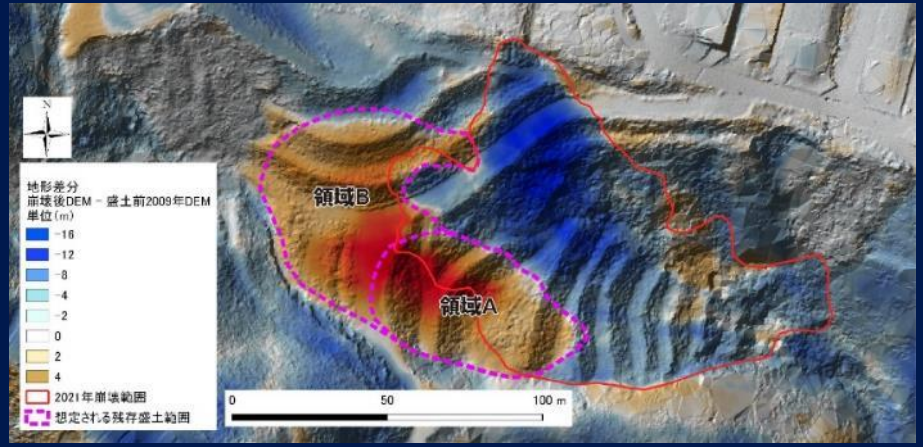 N
地形差分
崩壊後DEM - 盛土前2009年DEM
単位(m)
-16
-12
-8
-4
-2
0
2
4
2021年崩壊範囲
想定される残存盛土範囲
領域B
領域A
0 50 100 m